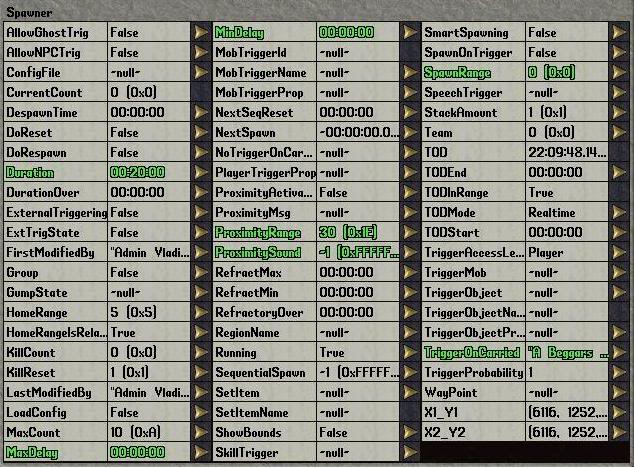 Spawner
AllowGhostTrig False
AllowNPCTrig False
ConfigFile -null-
CurrentCount 0 (0x0)
DespawnTime 00:00:00
DoReset False
DoRespawn False
Duration 00:20:00
DurationOver 00:00:00
ExternalTriggering False
ExtTrigState False
FirstModifiedBy "Admin Vladi...
Group False
GumpState -null-
HomeRange 5 (0x5)
HomeRangeIsRela... True
KillCount 0 (0x0)
KillReset 1 (0x1)
LastModifiedBy "Admin Vladi...
LoadConfig False
MaxCount 10 (0xA)
MaxDelay 00:00:00
MinDelay 00:00:00
MobTriggerId -null-
MobTriggerName -null-
MobTriggerProp -null-
NextSeqReset 00:00:00
NextSpawn -00:00:00.0...
NoTriggerOnCar... -null-
PlayerTriggerProp -null-
ProximityActiva... False
ProximityMsg -null-
ProximityRange 30 (0x1E)
ProximitySound -1 (0xFFFFF...
RefractMax 00:00:00
RefractMin 00:00:00
RefractoryOver 00:00:00
RegionName -null-
Running True
SequentialSpawn -1 (0xFFFFF...
SetItem -null-
SetItemName -null-
ShowBounds False
SkillTrigger -null-
SmartSpawning False
SpawnOnTrigger False
SpawnRange 0 (0x0)
SpeechTrigger -null-
StackAmount 1 (0x1)
Team 0 (0x0)
TOD 22:09:48.14...
TODEnd 00:00:00
TODInRange True
TODMode Realtime
TODStart 00:00:00
TriggerAccessLe... Player
TriggerMob -null-
TriggerObject -null-
TriggerObjectNa... -null-
TriggerObjectPr... -null-
TriggerOnCarried "A Beggars ...
TriggerProbability 1
WayPoint -null-
X1_Y1 (6116, 1252,...
X2_Y2 (6116, 1252,...